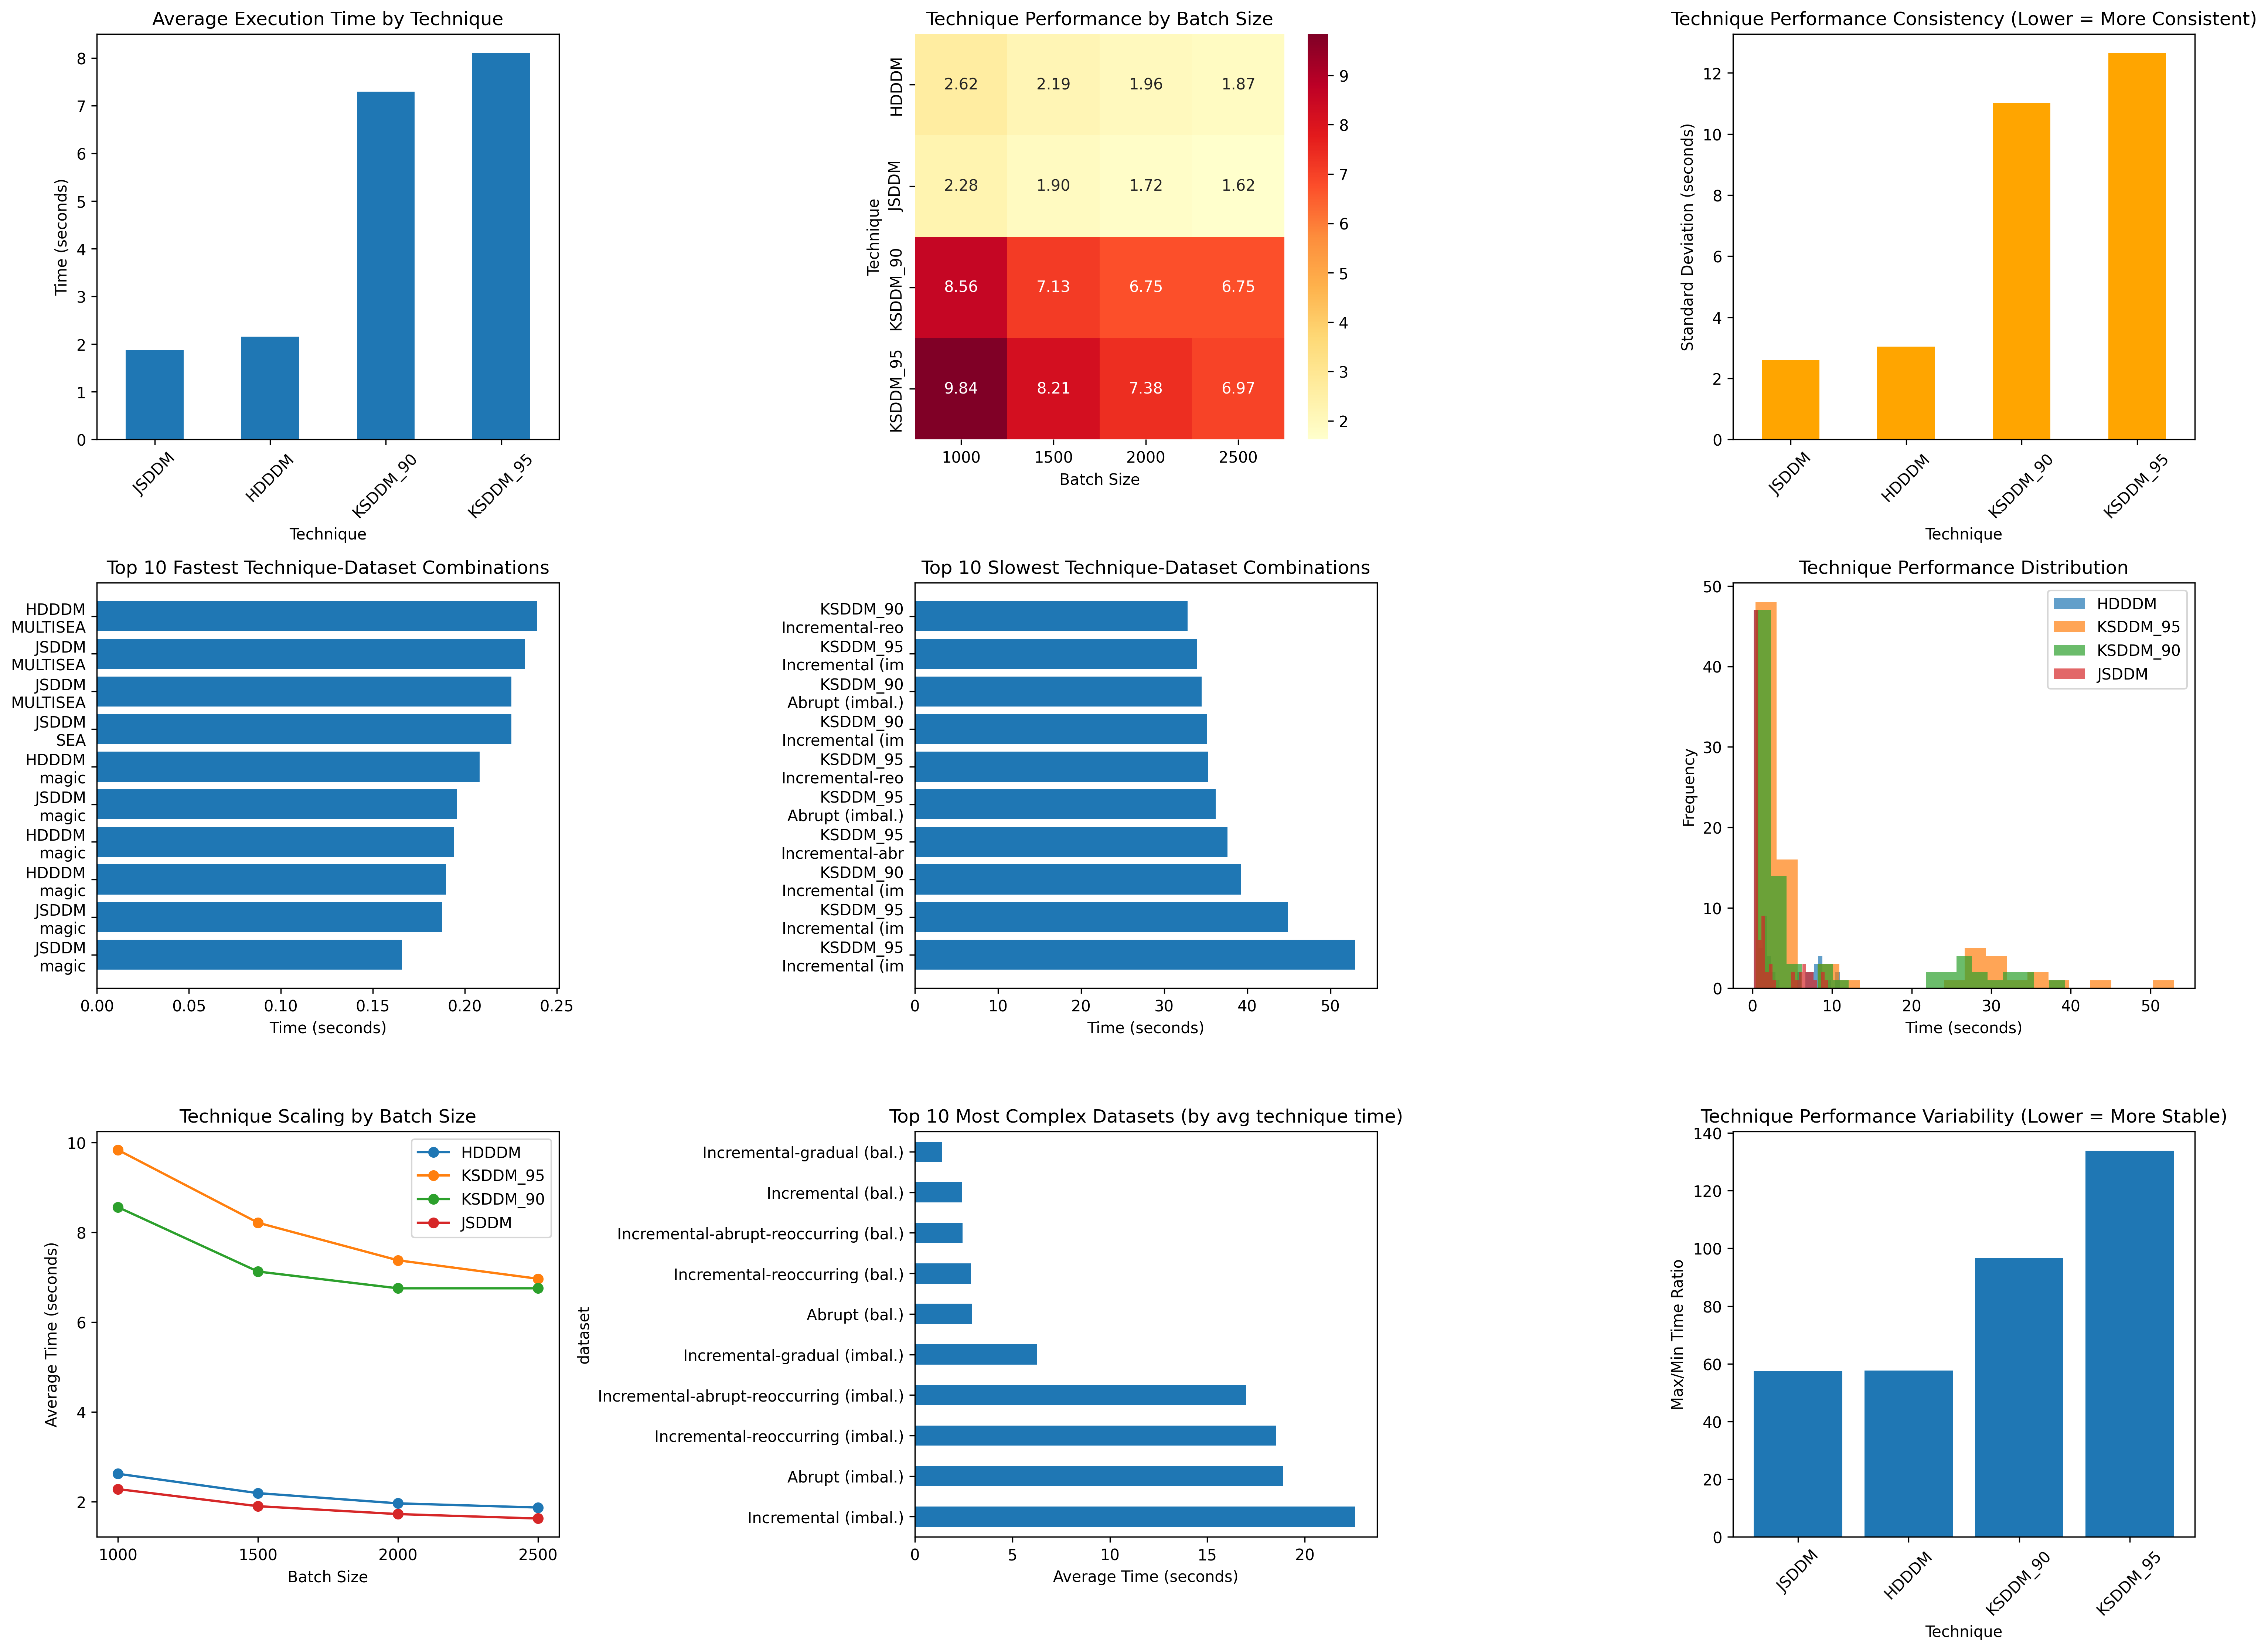 Average Execution Time by Technique
Time (seconds)
8
7
6
5
4
3
2
1
0
JSDDM
HDDDM
KSDDM_90
KSDDM_95
Technique
Technique Performance by Batch Size
Technique
HDDDM
2.62 2.19 1.96 1.87
JSDDM
2.28 1.90 1.72 1.62
KSDDM_90
8.56 7.13 6.75 6.75
KSDDM_95
9.84 8.21 7.38 6.97
1000 1500 2000 2500
Batch Size
9
8
7
6
5
4
3
2
Technique Performance Consistency (Lower = More Consistent)
Standard Deviation (seconds)
12
10
8
6
4
2
0
JSDDM
HDDDM
KSDDM_90
KSDDM_95
Technique
Top 10 Fastest Technique-Dataset Combinations
HDDDM
MULTISEA
JSDDM
MULTISEA
JSDDM
MULTISEA
JSDDM
SEA
HDDDM
magic
JSDDM
magic
HDDDM
magic
HDDDM
magic
JSDDM
magic
JSDDM
magic
0.00 0.05 0.10 0.15 0.20 0.25
Time (seconds)
Top 10 Slowest Technique-Dataset Combinations
KSDDM_90
Incremental-reo
KSDDM_95
Incremental (im
KSDDM_90
Abrupt (imbal.)
KSDDM_90
Incremental (im
KSDDM_95
Incremental-reo
KSDDM_95
Abrupt (imbal.)
KSDDM_95
Incremental-abr
KSDDM_90
Incremental (im
KSDDM_95
Incremental (im
KSDDM_95
Incremental (im
0 10 20 30 40 50
Time (seconds)
Technique Performance Distribution
Frequency
50
40
30
20
10
0
HDDDM
KSDDM_95
KSDDM_90
JSDDM
0 10 20 30 40 50
Time (seconds)
Technique Scaling by Batch Size
Average Time (seconds)
10
8
6
4
2
HDDDM
KSDDM_95
KSDDM_90
JSDDM
1000 1500 2000 2500
Batch Size
Top 10 Most Complex Datasets (by avg technique time)
dataset
Incremental-gradual (bal.)
Incremental (bal.)
Incremental-abrupt-reoccurring (bal.)
Incremental-reoccurring (bal.)
Abrupt (bal.)
Incremental-gradual (imbal.)
Incremental-abrupt-reoccurring (imbal.)
Incremental-reoccurring (imbal.)
Abrupt (imbal.)
Incremental (imbal.)
0 5 10 15 20
Average Time (seconds)
Technique Performance Variability (Lower = More Stable)
Max/Min Time Ratio
140
120
100
80
60
40
20
0
JSDDM
HDDDM
KSDDM_90
KSDDM_95
Technique